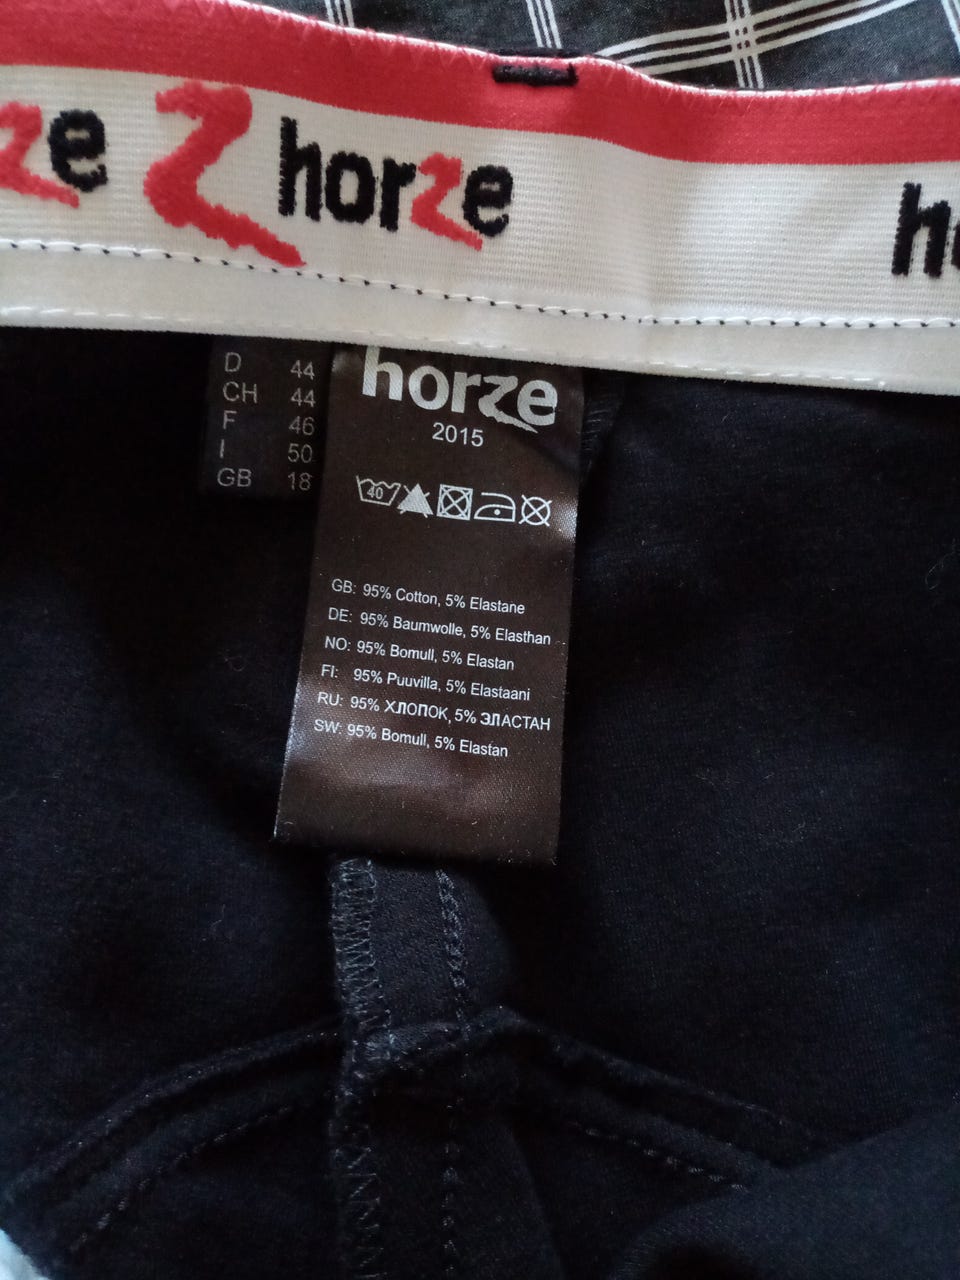 ze horze ho
D 44
CH 44
F 46
I 50
GB 18
horze
2015
40
GB: 95% Cotton, 5% Elastane
DE: 95% Baumwolle, 5% Elasthan
NO: 95% Bomull, 5% Elastan
FI: 95% Puuvilla, 5% Elastaani
RU: 95% ХЛОПОК, 5% ЭЛАСТАН
SW: 95% Bomull, 5% Elastan